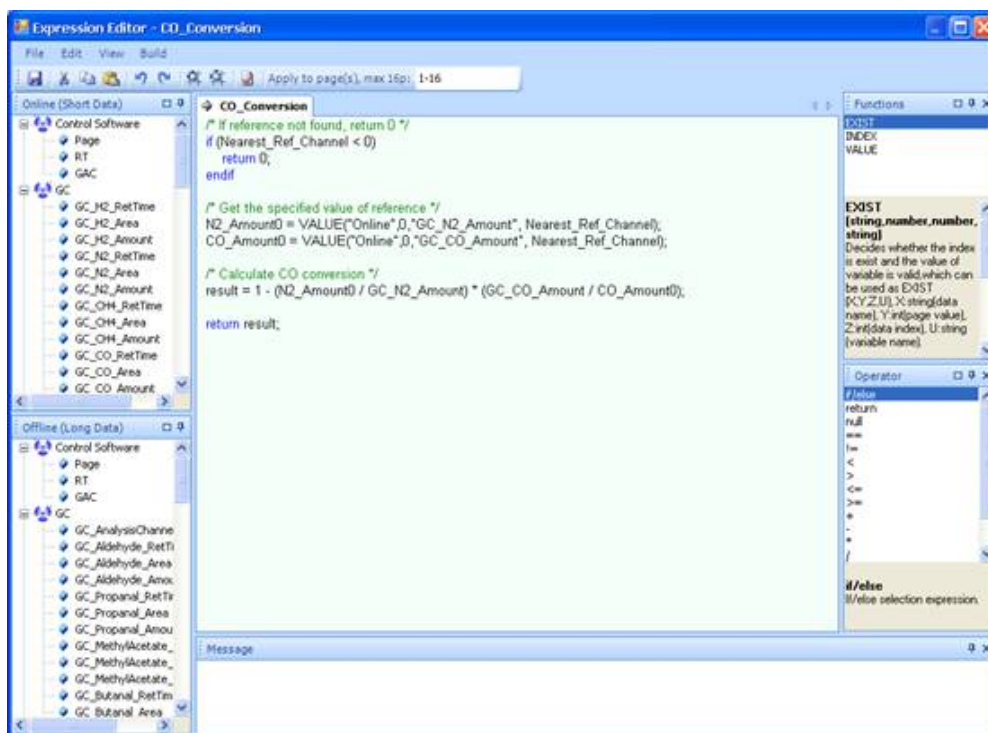 Expression Editor - CO_Conversion
File Edit View Build
Apply to page(s), max 16p: 1-16
Online (Short Data)
Control Software
Page
RT
GAC
GC
GC_H2_RetTime
GC_H2_Area
GC_H2_Amount
GC_N2_RetTime
GC_N2_Area
GC_N2_Amount
GC_CH4_RetTime
GC_CH4_Area
GC_CH4_Amount
GC_CO_RetTime
GC_CO_Area
GC_CO_Amount
Offline (Long Data)
Control Software
Page
RT
GAC
GC
GC_AnalysisChanne
GC_Aldehyde_RetTi
GC_Aldehyde_Area
GC_Aldehyde_Amou
GC_Propanal_RetTir
GC_Propanal_Area
GC_Propanal_Amou
GC_MethylAcetate_
GC_MethylAcetate_
GC_MethylAcetate_
GC_Butanal_RetTim
GC_Butanal_Area
CO_Conversion
/* If reference not found, return 0 */
if (Nearest_Ref_Channel < 0)
return 0;
endif
/* Get the specified value of reference */
N2_Amount0 = VALUE("Online",0,"GC_N2_Amount", Nearest_Ref_Channel);
CO_Amount0 = VALUE("Online",0,"GC_CO_Amount", Nearest_Ref_Channel);
/* Calculate CO conversion */
result = 1 - (N2_Amount0 / GC_N2_Amount) * (GC_CO_Amount / CO_Amount0);
return result;
Message
Functions
EXIST
INDEX
VALUE
EXIST
(string,number,number,
string)
Decides whether the index
is exist and the value of
variable is valid,which can
be used as EXIST
(X,Y,Z,U), X:string(data
name), Y:int(page value),
Z:int(data index), U:string
(variable name).
Operator
if/else
return
null
==
!=
<
>
<=
>=
+
-
*
/
if/else
If/else selection expression.